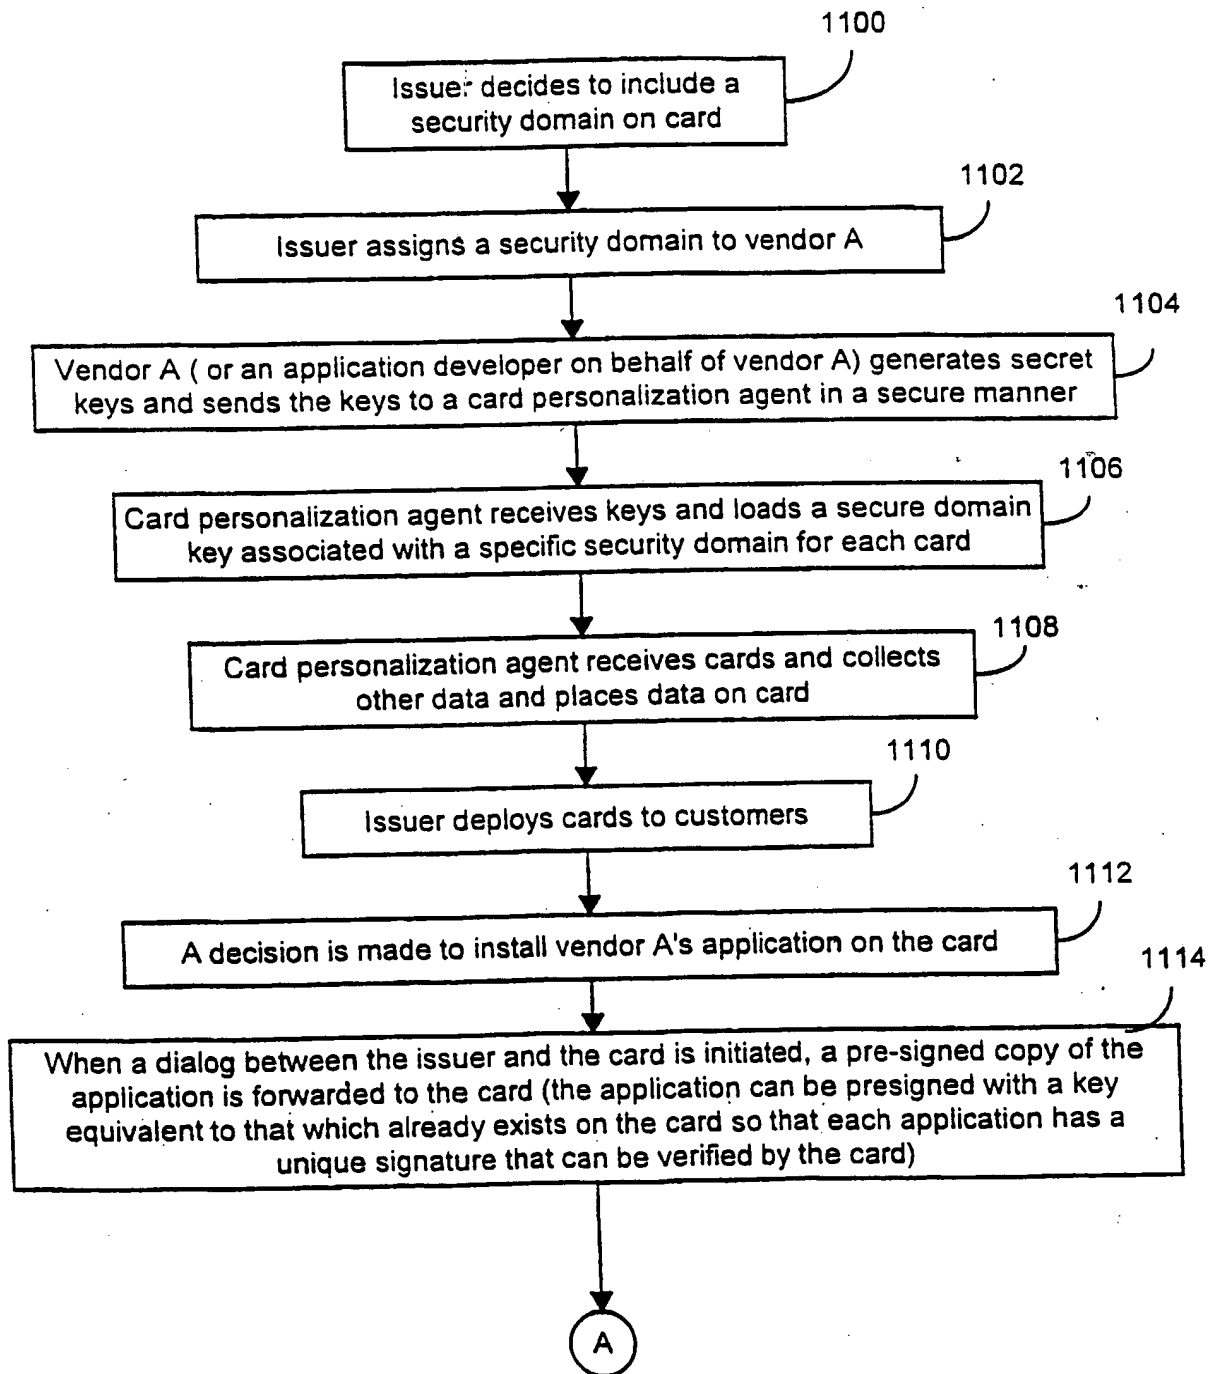 1100
Issuer decides to include a
security domain on card
1102
Issuer assigns a security domain to vendor A
1104
Vendor A ( or an application developer on behalf of vendor A) generates secret
keys and sends the keys to a card personalization agent in a secure manner
1106
Card personalization agent receives keys and loads a secure domain
key associated with a specific security domain for each card
1108
Card personalization agent receives cards and collects
other data and places data on card
1110
Issuer deploys cards to customers
1112
A decision is made to install vendor A's application on the card
1114
When a dialog between the issuer and the card is initiated, a pre-signed copy of the
application is forwarded to the card (the application can be presigned with a key
equivalent to that which already exists on the card so that each application has a
unique signature that can be verified by the card)
A